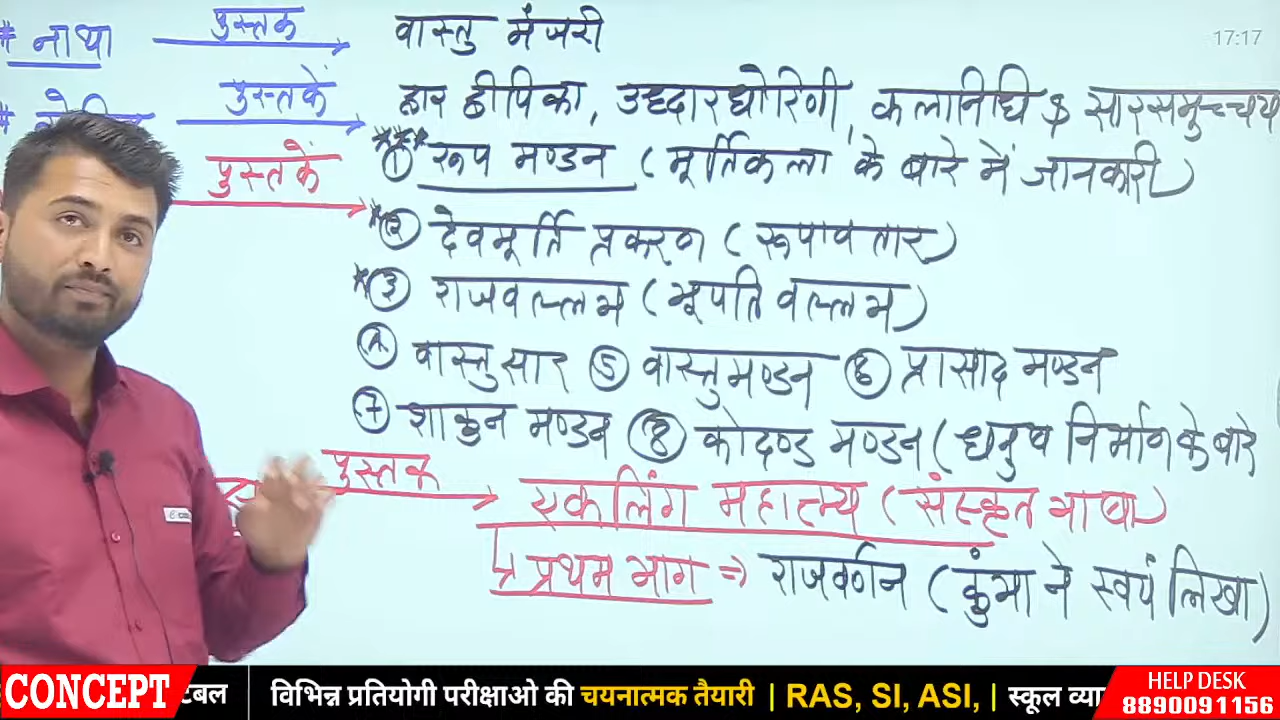 # नाथा पुस्तक वास्तु मंजरी
17:17
# पुस्तकें द्वार दीपिका, उद्दारधोरिणी, कलानिधि & सारसमुच्चय
पुस्तकें *** ① रूप मण्डन (मूर्तिकला के बारे में जानकारी)
* ② देवमूर्ति प्रकरण (रूपावतार)
* ③ राजवल्लभ (भूपति वल्लभ)
④ वास्तुसार ⑤ वास्तुमण्डन ⑥ प्रासाद मण्डन
⑦ शाकुन मण्डन ⑧ कोदण्ड मण्डन (धनुष निर्माण के बारे
पुस्तक एकलिंग महात्म्य (संस्कृत भाषा)
प्रथम भाग => राजवर्णन (कुंभा ने स्वयं लिखा)
CONCEPT टेबल विभिन्न प्रतियोगी परीक्षाओ की चयनात्मक तैयारी | RAS, SI, ASI, | स्कूल व्या
HELP DESK
8890091156